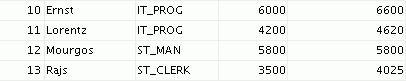 10 Ernst IT_PROG 6000 6600
11 Lorentz IT_PROG 4200 4620
12 Mourgos ST_MAN 5800 5800
13 Rajs ST_CLERK 3500 4025